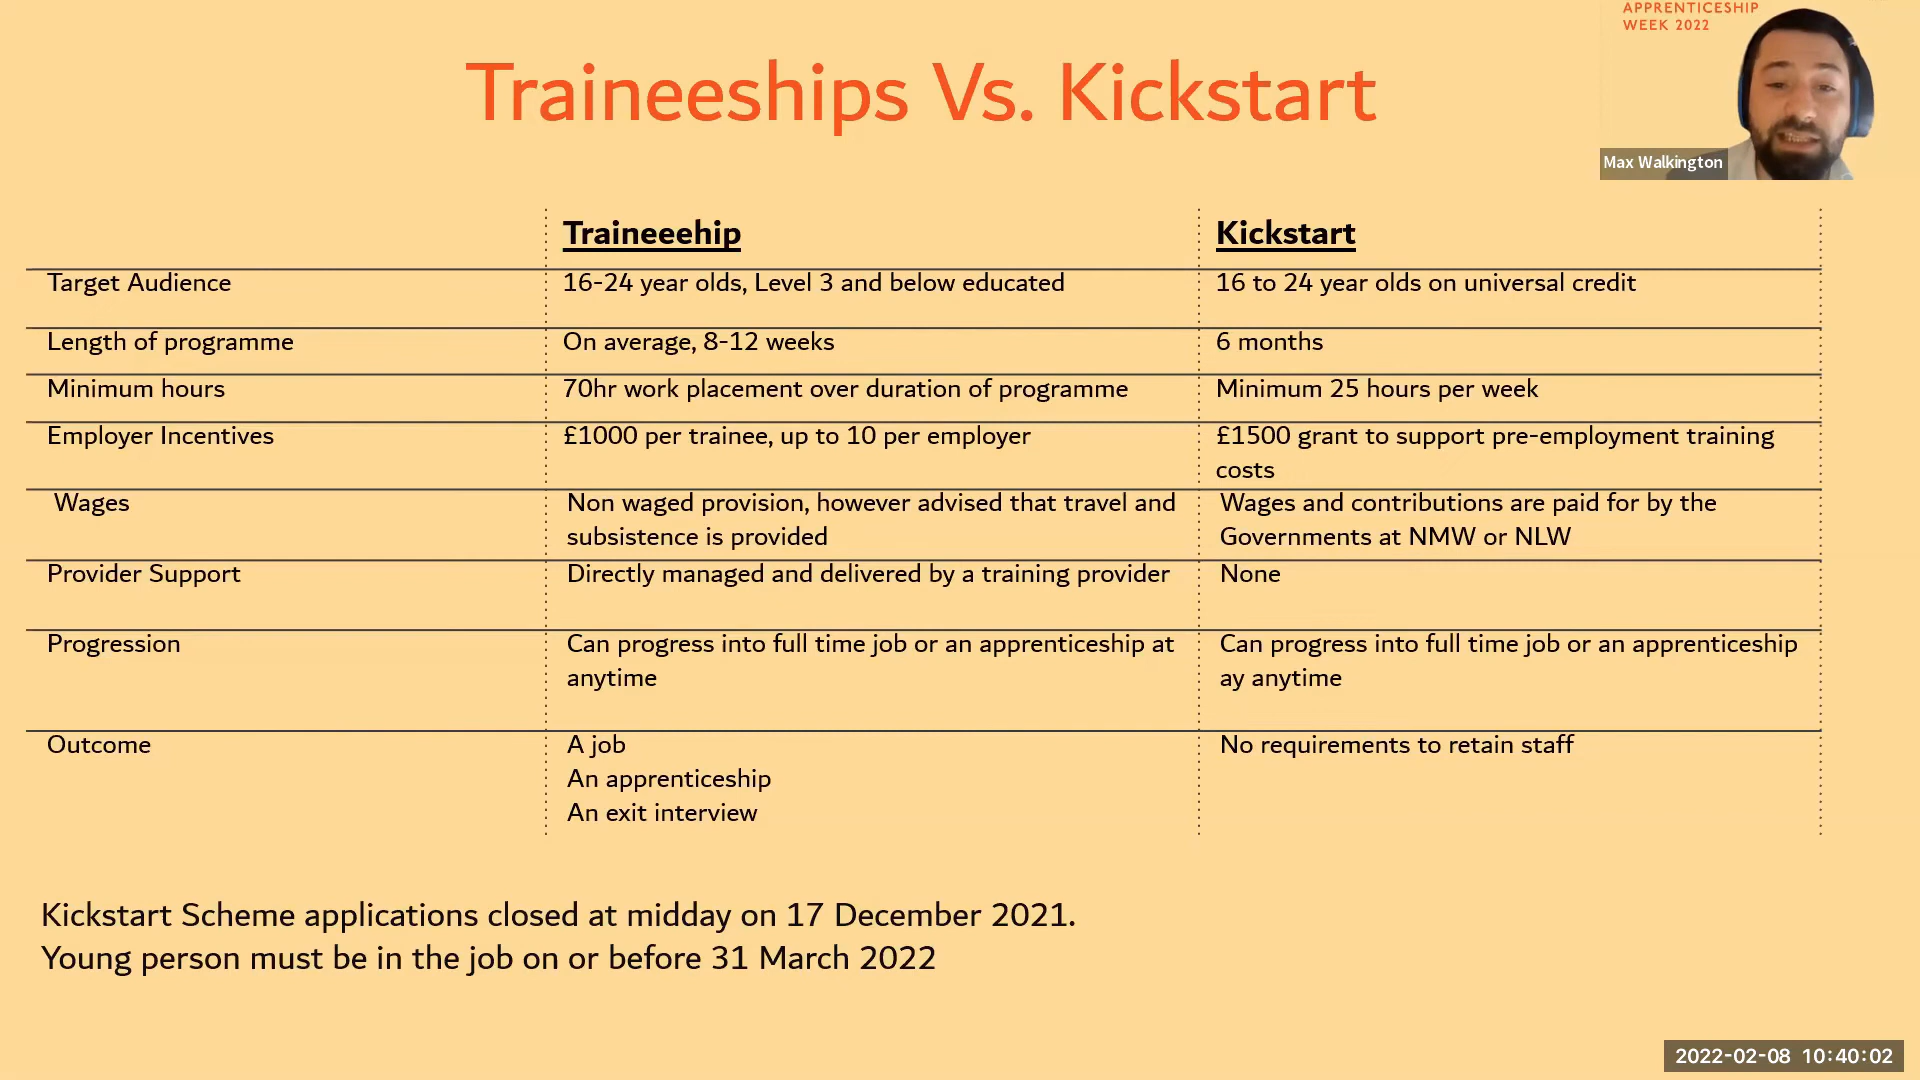 APPRENTICESHIP
WEEK 2022
Traineeships Vs. Kickstart
Max Walkington
Traineeehip
Kickstart
Target Audience
16-24 year olds, Level 3 and below educated
16 to 24 year olds on universal credit
Length of programme
On average, 8-12 weeks
6 months
Minimum hours
70hr work placement over duration of programme
Minimum 25 hours per week
Employer Incentives
£1000 per trainee, up to 10 per employer
£1500 grant to support pre-employment training
costs
Wages
Non waged provision, however advised that travel and
subsistence is provided
Wages and contributions are paid for by the
Governments at NMW or NLW
Provider Support
Directly managed and delivered by a training provider
None
Progression
Can progress into full time job or an apprenticeship at
anytime
Can progress into full time job or an apprenticeship
ay anytime
Outcome
A job
An apprenticeship
An exit interview
No requirements to retain staff
Kickstart Scheme applications closed at midday on 17 December 2021.
Young person must be in the job on or before 31 March 2022
2022-02-08 10:40:02